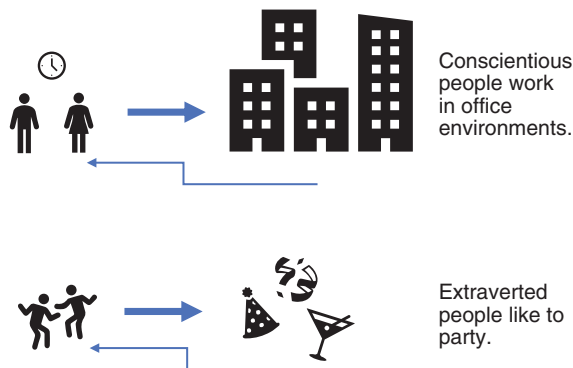 Conscientious
people work
in office
environments.
Extraverted
people like to
party.